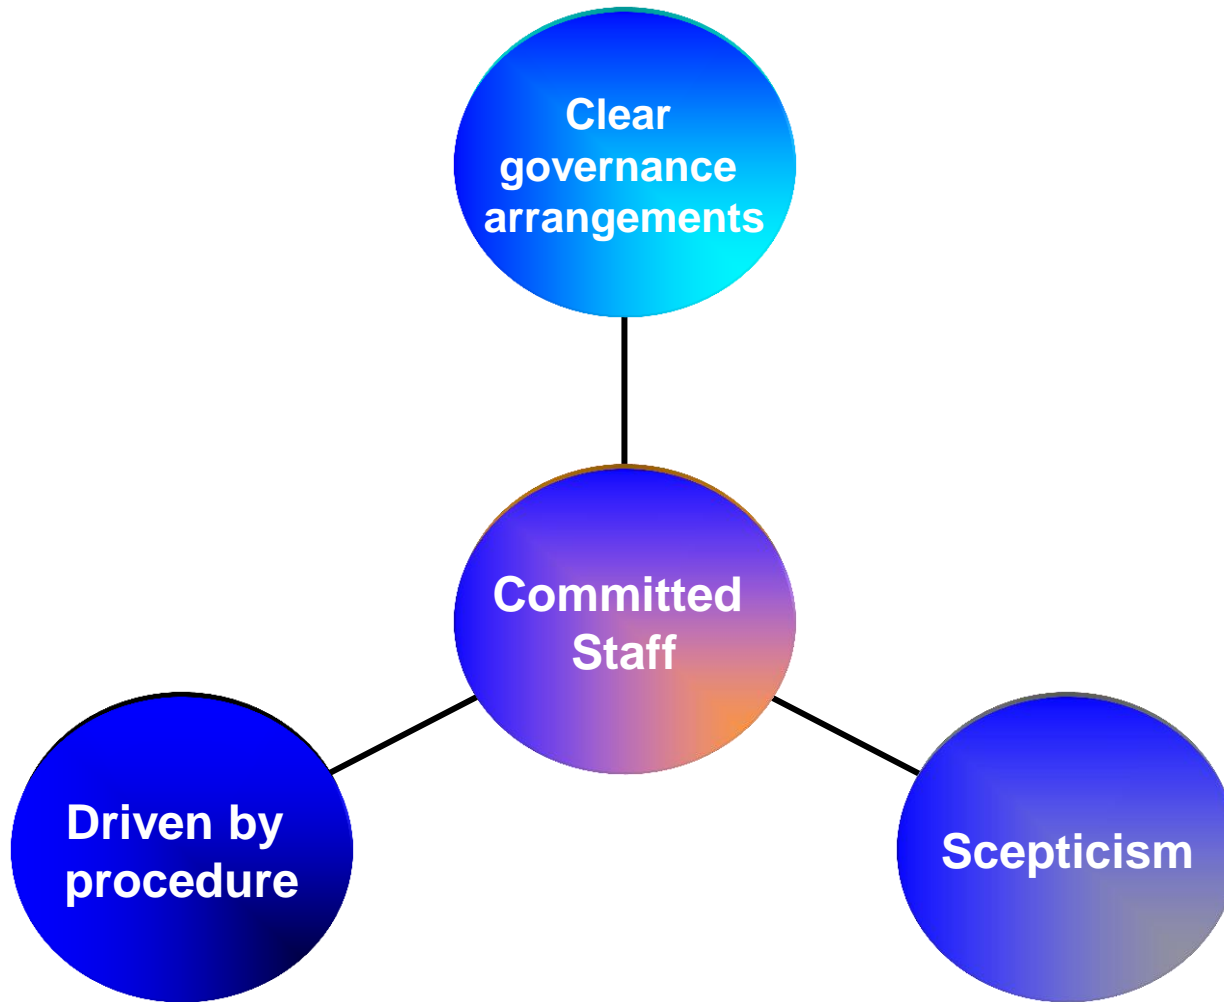 Clear
governance
arrangements
Committed
Staff
Driven by
procedure
Scepticism